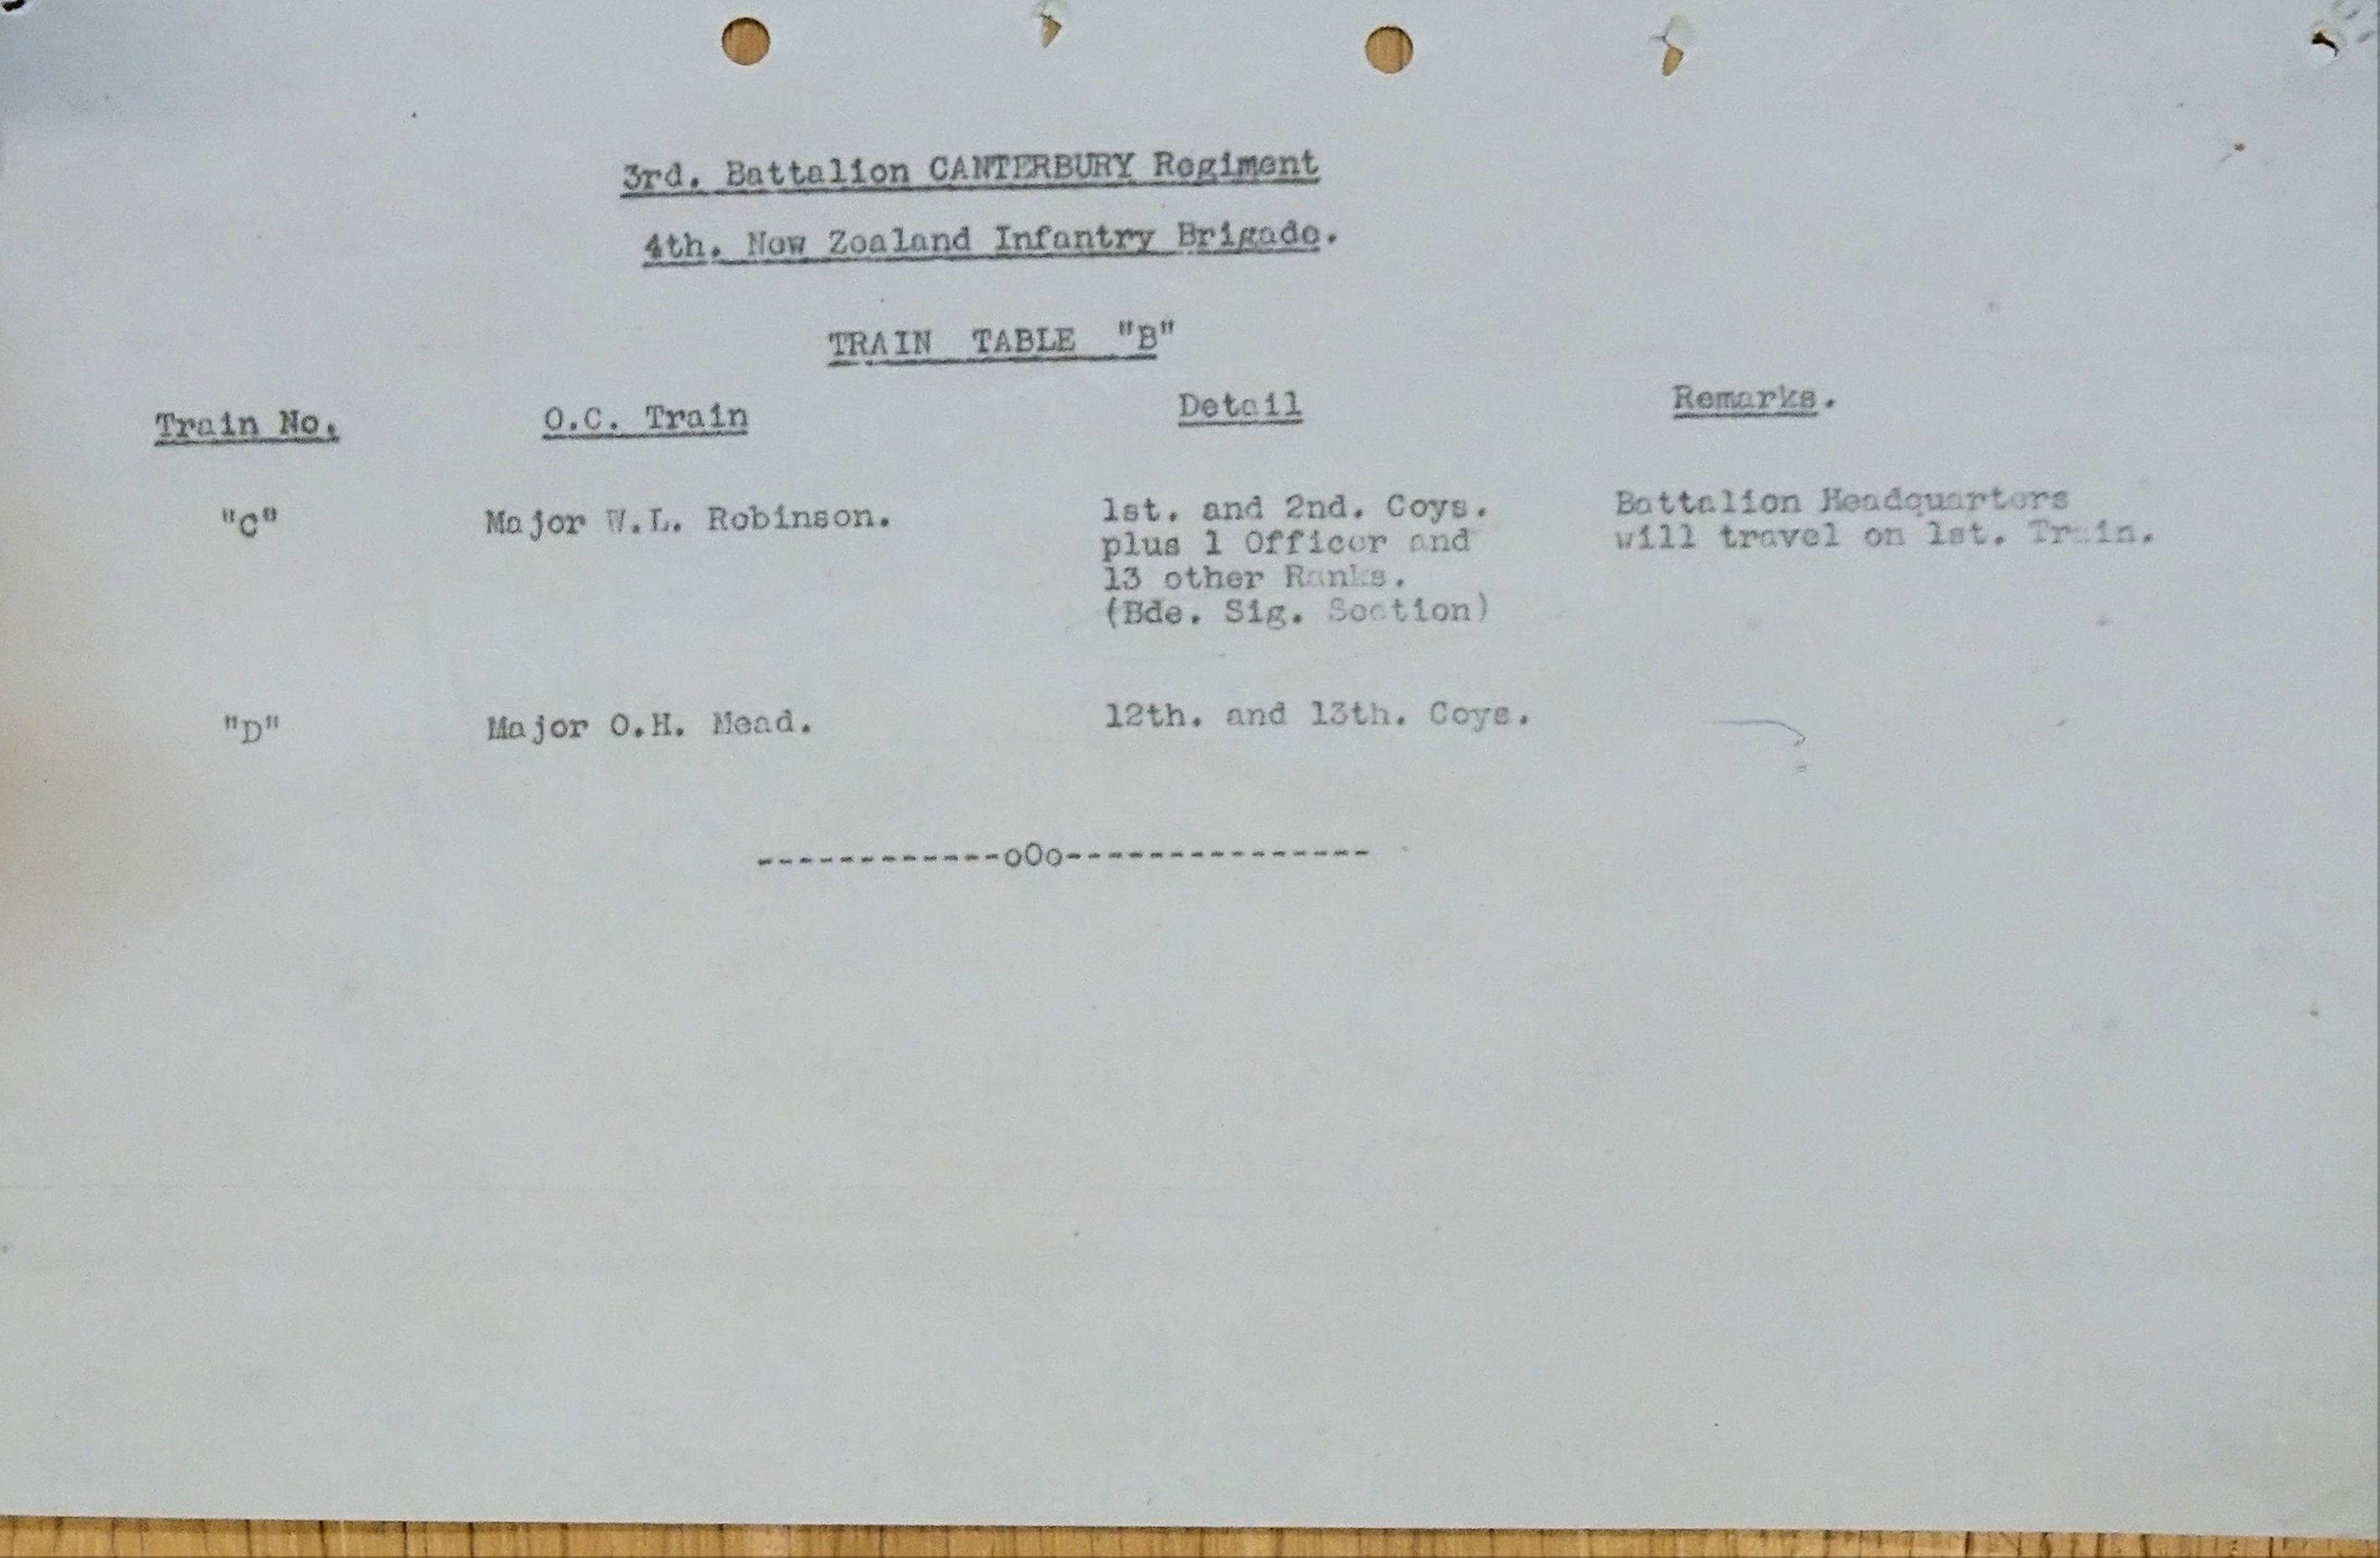 3rd. Battalion CANTERBURY Regiment
4th. New Zealand Infantry Brigade.
TRAIN TABLE "B"
Train No. O.C. Train Detail Remarks.
"C" Major W.L. Robinson. 1st. and 2nd. Coys. Battalion Headquarters
plus 1 Officer and will travel on 1st. Train.
13 other Ranks.
(Bde. Sig. Section)
"D" Major O.H. Mead. 12th. and 13th. Coys.
------------oOo----------------